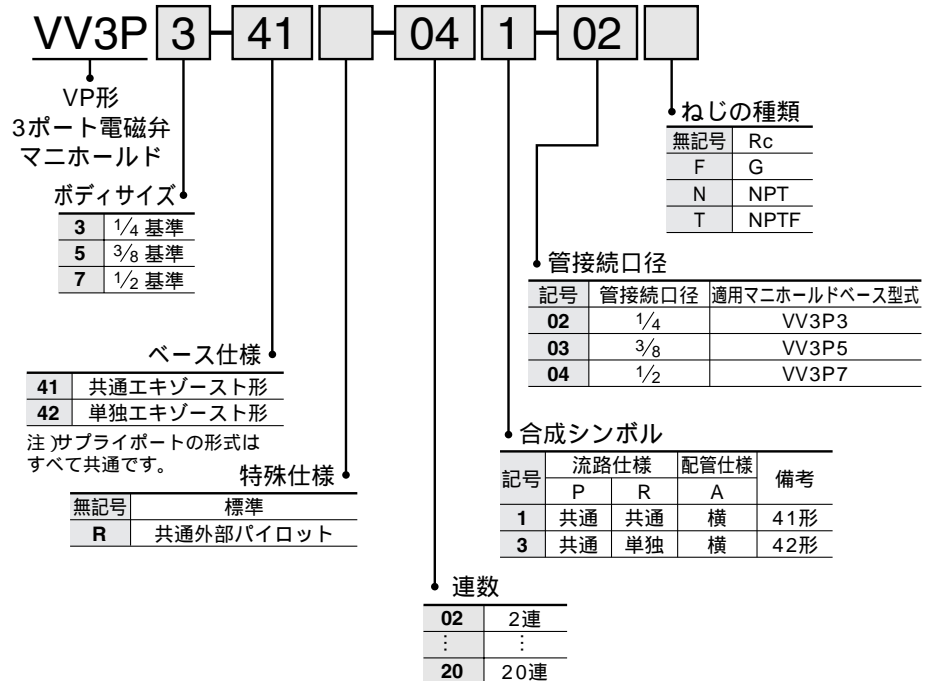 VV3P 3-41 -04 1-02
VP形
3ポート電磁弁
マニホールド
ボディサイズ
3 1/4 基準
5 3/8 基準
7 1/2 基準
ねじの種類
無記号 Rc
F G
N NPT
T NPTF
管接続口径
記号 管接続口径 適用マニホールドベース型式
02 1/4 VV3P3
03 3/8 VV3P5
04 1/2 VV3P7
ベース仕様
41 共通エキゾースト形
42 単独エキゾースト形
注)サプライポートの形式は
すべて共通です。
特殊仕様
無記号 標準
R 共通外部パイロット
合成シンボル
記号 流路仕様 配管仕様 備考
P R A
1 共通 共通 横 41形
3 共通 単独 横 42形
連数
02 2連
⋮ ⋮
20 20連